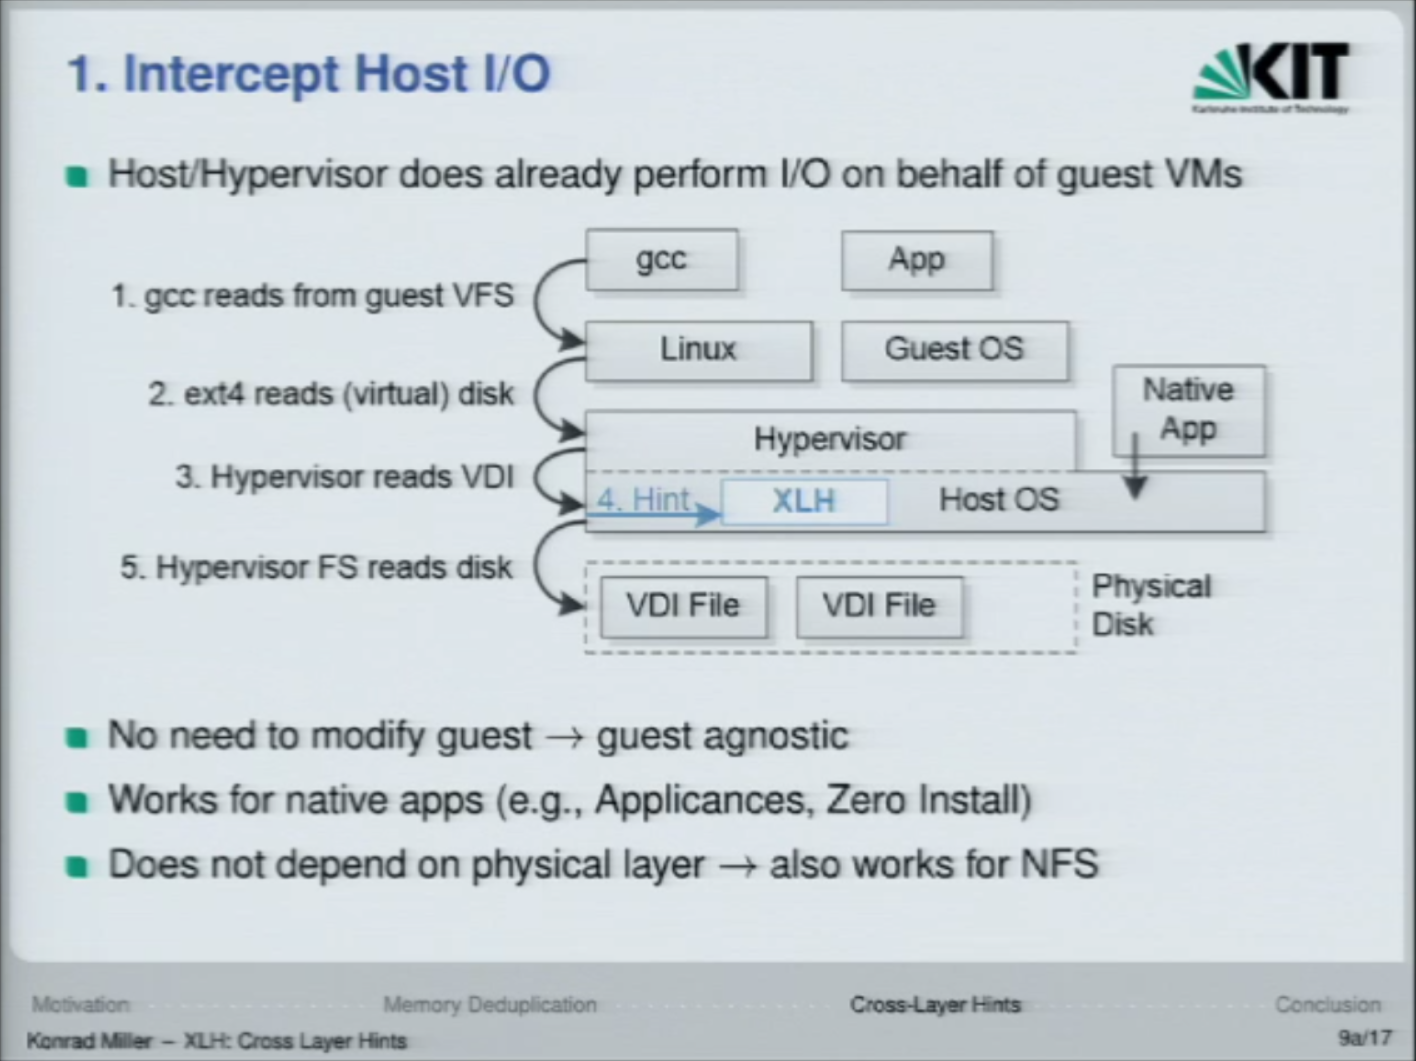 1. Intercept Host I/O
KIT
Karlsruhe Institute of Technology
Host/Hypervisor does already perform I/O on behalf of guest VMs
gcc
App
1. gcc reads from guest VFS
Linux
Guest OS
2. ext4 reads (virtual) disk
Native
App
Hypervisor
3. Hypervisor reads VDI
4. Hint
XLH
Host OS
5. Hypervisor FS reads disk
VDI File
VDI File
Physical
Disk
No need to modify guest → guest agnostic
Works for native apps (e.g., Applicances, Zero Install)
Does not depend on physical layer → also works for NFS
Motivation
Memory Deduplication
Cross-Layer Hints
Conclusion
Konrad Miller – XLH: Cross Layer Hints
9a/17